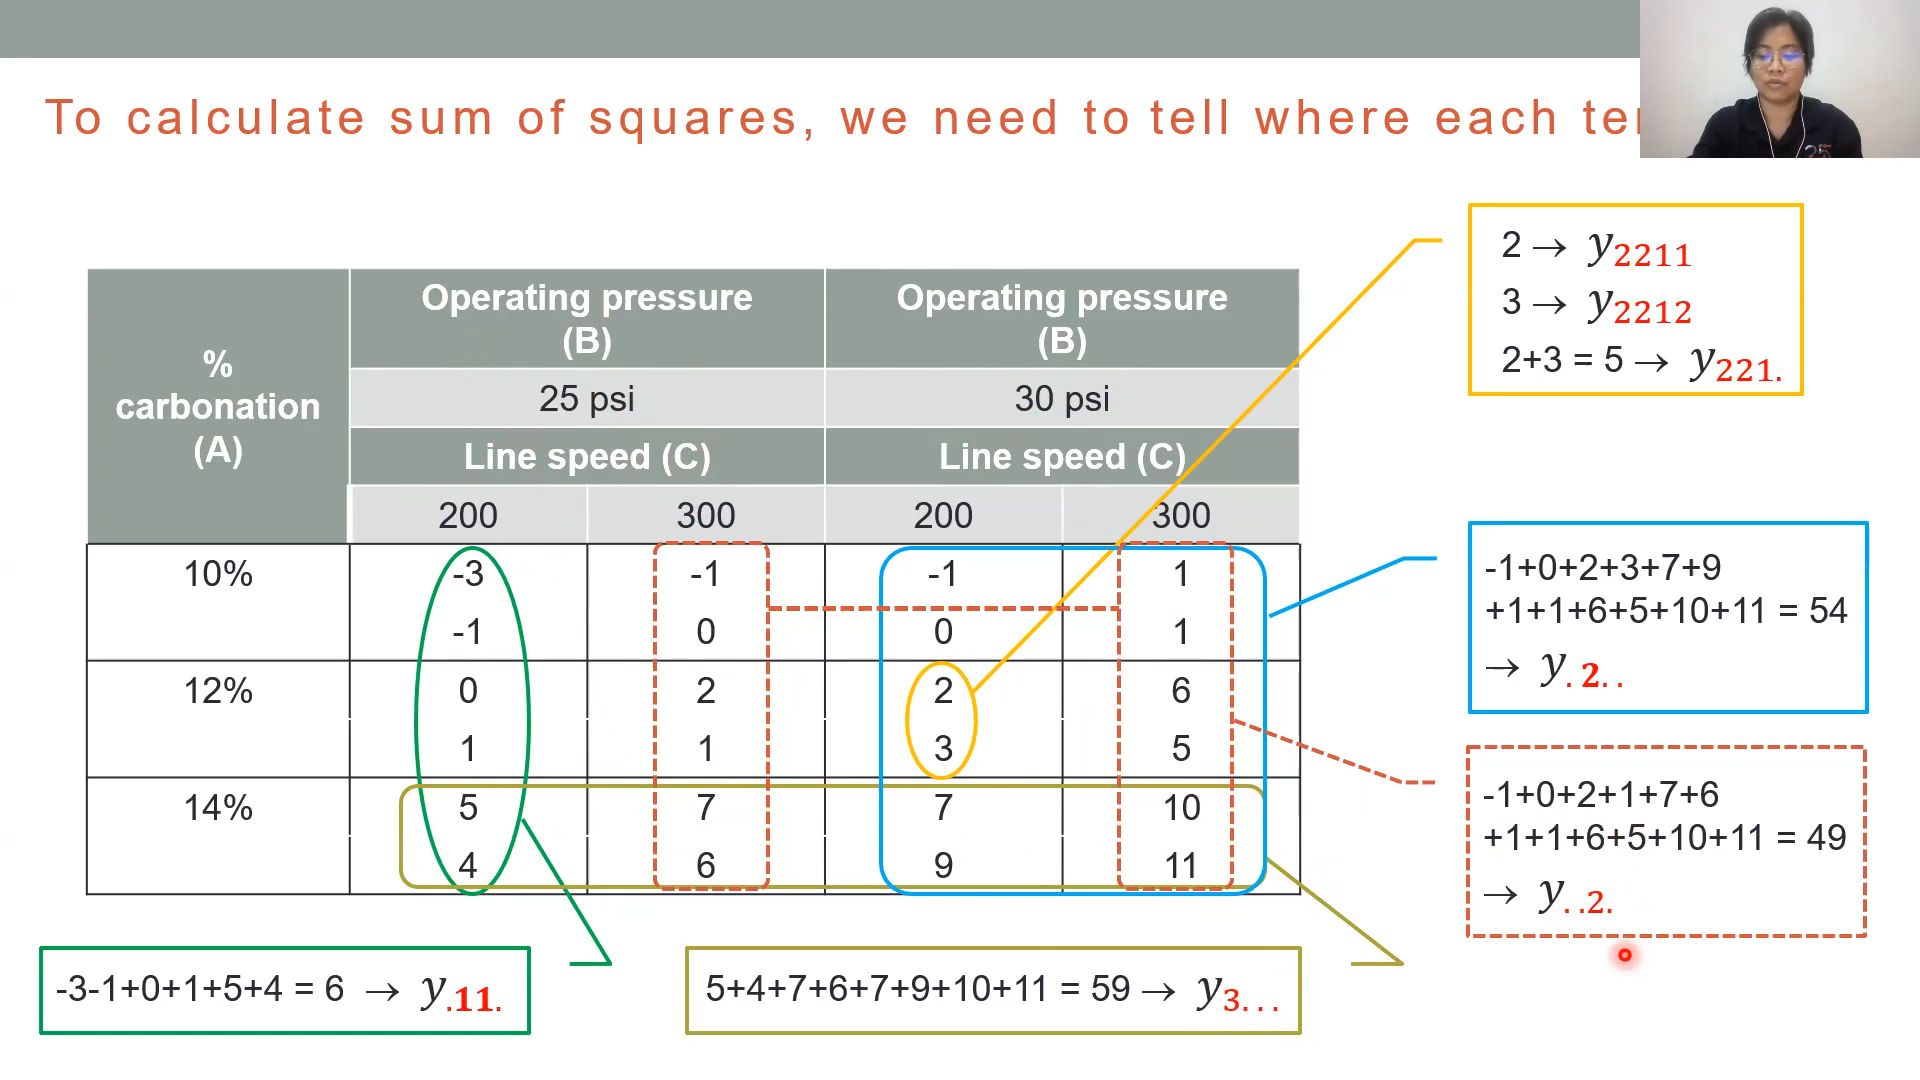 To calculate sum of squares, we need to tell where each
%
carbonation
(A)
Operating pressure
(B)
Operating pressure
(B)
25 psi
30 psi
Line speed (C)
Line speed (C)
200
300
200
300
10%
-3
-1
-1
1
-1
0
0
1
12%
0
2
2
6
1
1
3
5
14%
5
7
7
10
4
6
9
11
2 → y2211
3 → y2212
2+3 = 5 → y221.
-1+0+2+3+7+9
+1+1+6+5+10+11 = 54
→ y.2..
-1+0+2+1+7+6
+1+1+6+5+10+11 = 49
→ y..2.
-3-1+0+1+5+4 = 6 → y.11.
5+4+7+6+7+9+10+11 = 59 → y3...